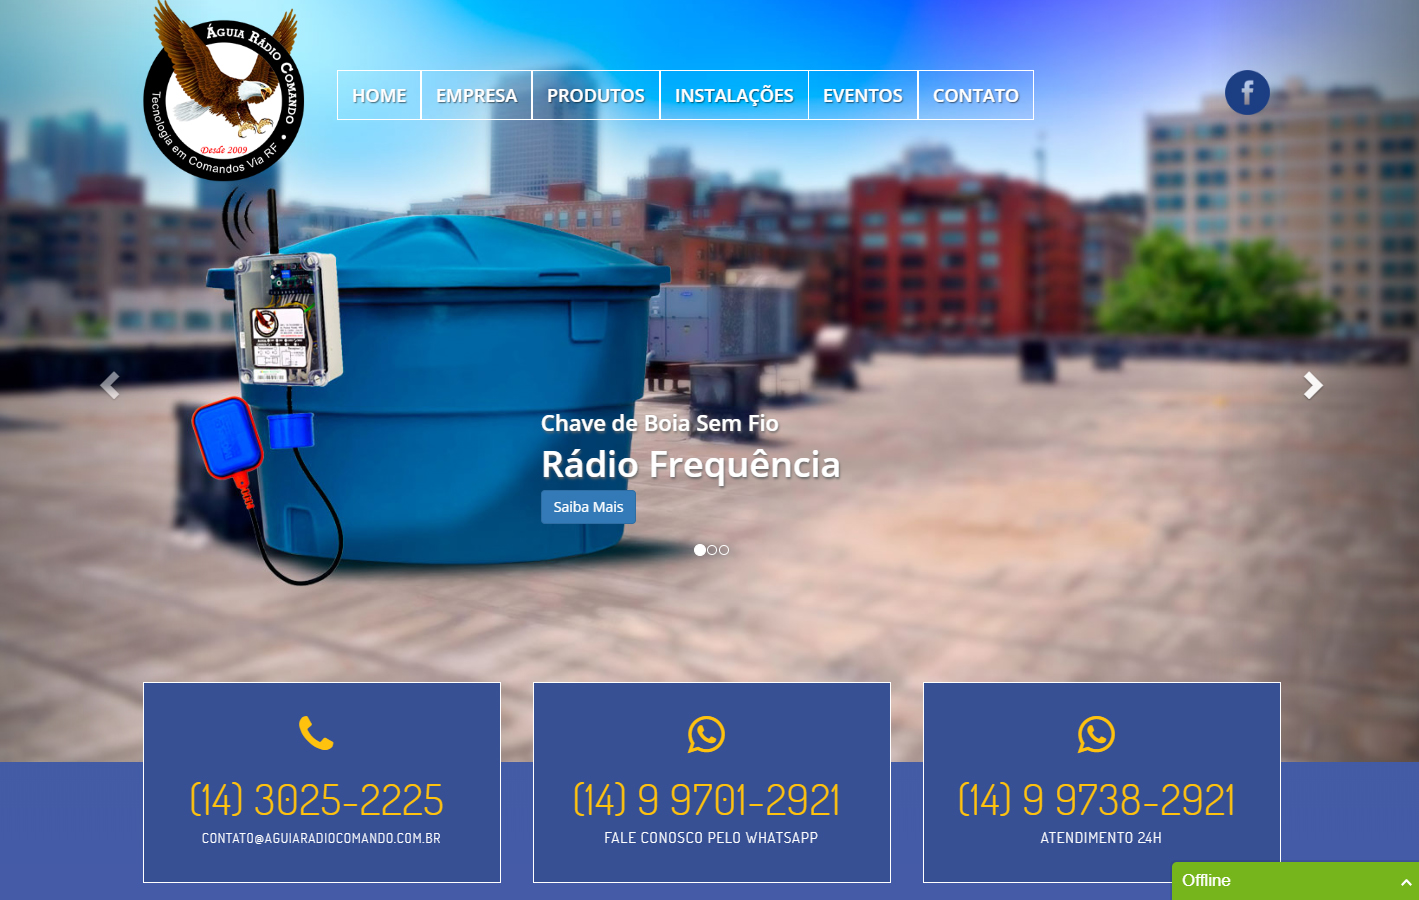 Águia Rádio Comando
Tecnologia em Comandos Via RF
Desde 2009
HOME
EMPRESA
PRODUTOS
INSTALAÇÕES
EVENTOS
CONTATO
Chave de Boia Sem Fio
Rádio Frequência
Saiba Mais
(14) 3025-2225
CONTATO@AGUIARADIOCOMANDO.COM.BR
(14) 9 9701-2921
FALE CONOSCO PELO WHATSAPP
(14) 9 9738-2921
ATENDIMENTO 24H
Offline